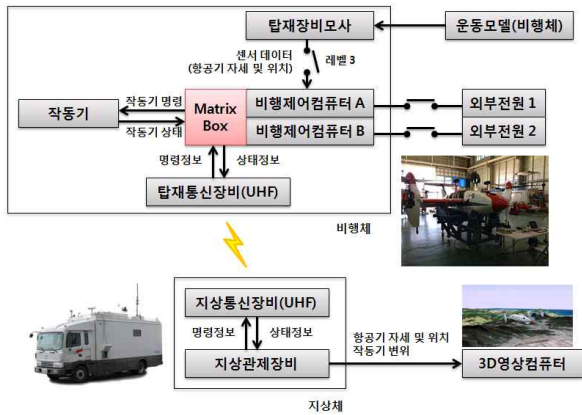 탑재장비모사
운동모델(비행체)
센서 데이터
(항공기 자세 및 위치)
레벨 3
작동기
작동기 명령
작동기 상태
Matrix
Box
비행제어컴퓨터 A
비행제어컴퓨터 B
외부전원 1
외부전원 2
명령정보
상태정보
탑재통신장비(UHF)
비행체
지상통신장비(UHF)
명령정보
상태정보
지상관제장비
항공기 자세 및 위치
작동기 변위
3D영상컴퓨터
지상체